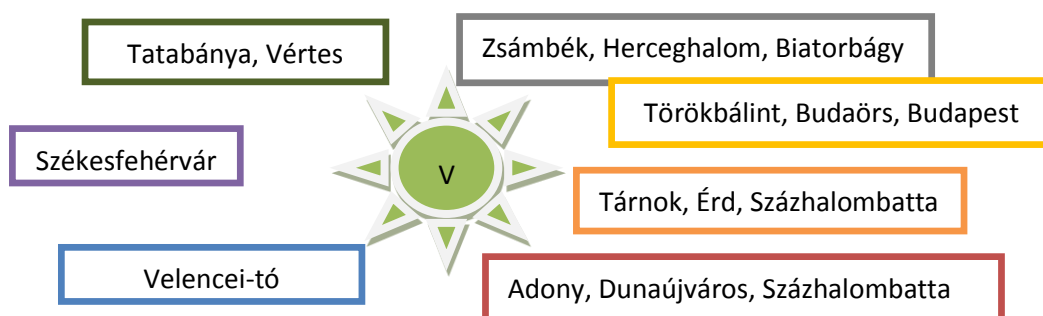 Tatabánya, Vértes
Zsámbék, Herceghalom, Biatorbágy
Törökbálint, Budaörs, Budapest
Székesfehérvár
V
Tárnok, Érd, Százhalombatta
Velencei-tó
Adony, Dunaújváros, Százhalombatta